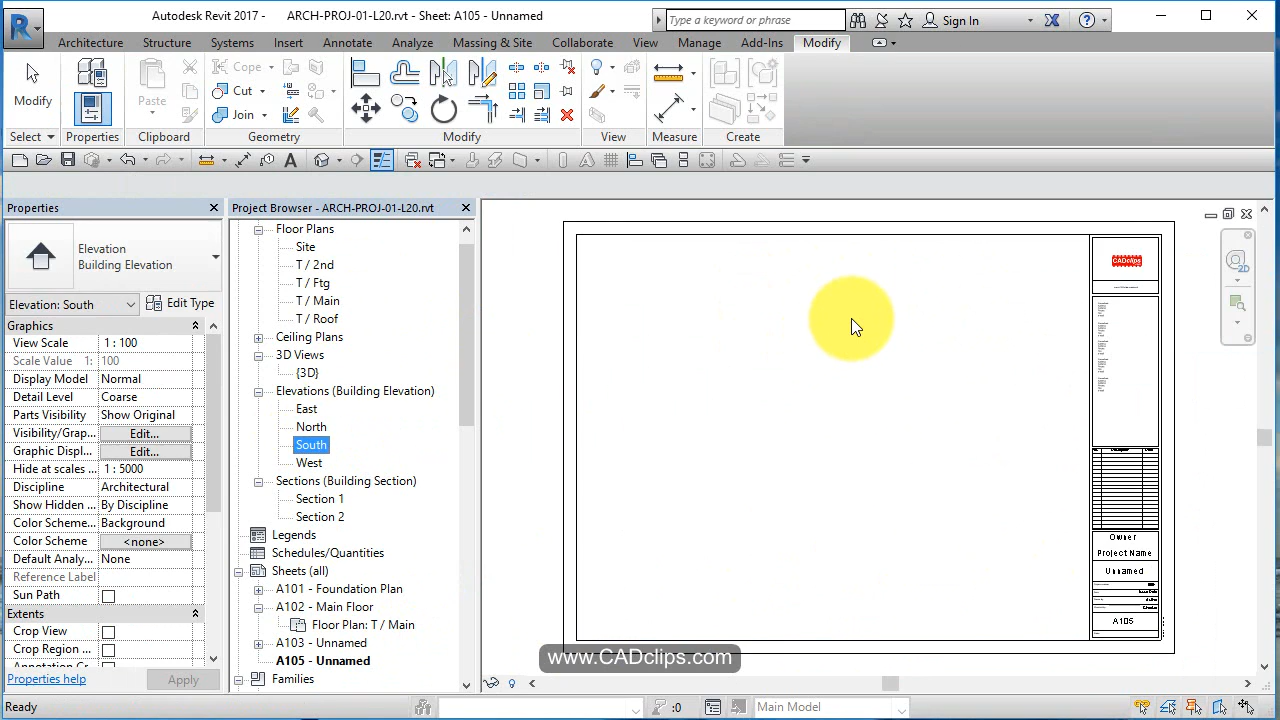 Autodesk Revit 2017 - ARCH-PROJ-01-L20.rvt - Sheet: A105 - Unnamed
Type a keyword or phrase
Sign In
Architecture Structure Systems Insert Annotate Analyze Massing & Site Collaborate View Manage Add-Ins Modify
Modify
Paste
Cope
Cut
Join
Select Properties Clipboard Geometry Modify View Measure Create
Properties
Project Browser - ARCH-PROJ-01-L20.rvt
Elevation
Building Elevation
Elevation: South
Edit Type
Graphics
View Scale 1 : 100
Scale Value 1: 100
Display Model Normal
Detail Level Coarse
Parts Visibility Show Original
Visibility/Grap... Edit...
Graphic Displ... Edit...
Hide at scales ... 1 : 5000
Discipline Architectural
Show Hidden ... By Discipline
Color Scheme... Background
Color Scheme <none>
Default Analy... None
Reference Label
Sun Path
Extents
Crop View
Crop Region ...
Annotation Cr...
Properties help
Apply
Floor Plans
Site
T / 2nd
T / Ftg
T / Main
T / Roof
Ceiling Plans
3D Views
{3D}
Elevations (Building Elevation)
East
North
South
West
Sections (Building Section)
Section 1
Section 2
Legends
Schedules/Quantities
Sheets (all)
A101 - Foundation Plan
A102 - Main Floor
Floor Plan: T / Main
A103 - Unnamed
A105 - Unnamed
Families
2D
CADclips
Owner
Project Name
Unnamed
A105
www.CADclips.com
Ready
:0
Main Model